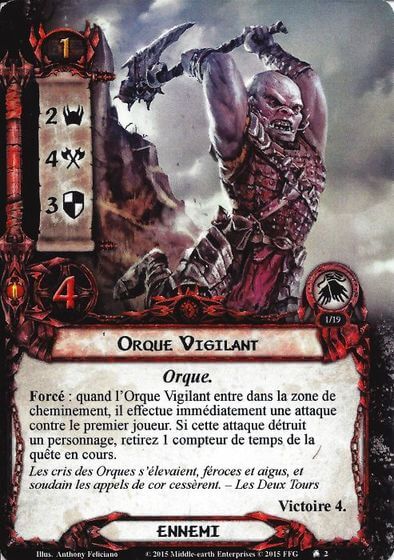 1
2
4
3
4
1/19
Orque Vigilant
Orque.
Forcé : quand l'Orque Vigilant entre dans la zone de
cheminement, il effectue immédiatement une attaque
contre le premier joueur. Si cette attaque détruit
un personnage, retirez 1 compteur de temps de la
quête en cours.
Les cris des Orques s'élevaient, féroces et aigus, et
soudain les appels de cor cessèrent. – Les Deux Tours
Victoire 4.
ENNEMI
Illus. Anthony Feliciano © 2015 Middle-earth Enterprises © 2015 FFG 2